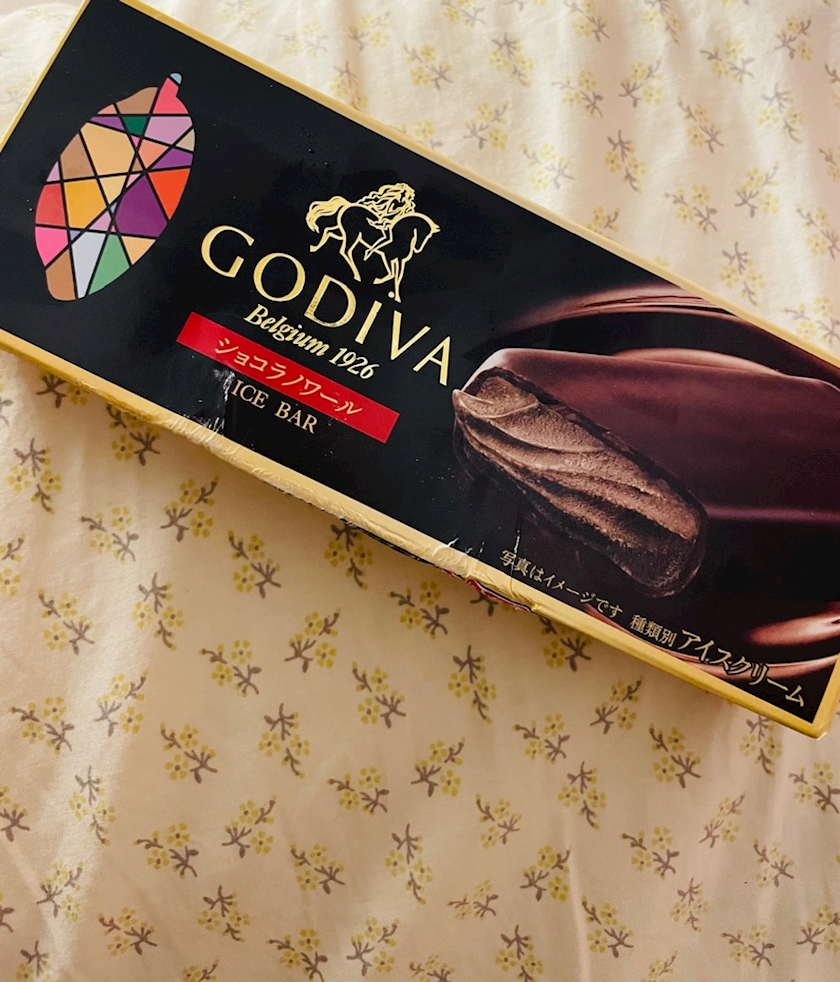 GODIVA
Belgium 1926
ショコラノワール
ICE BAR
写真はイメージです 種類別 アイスクリーム